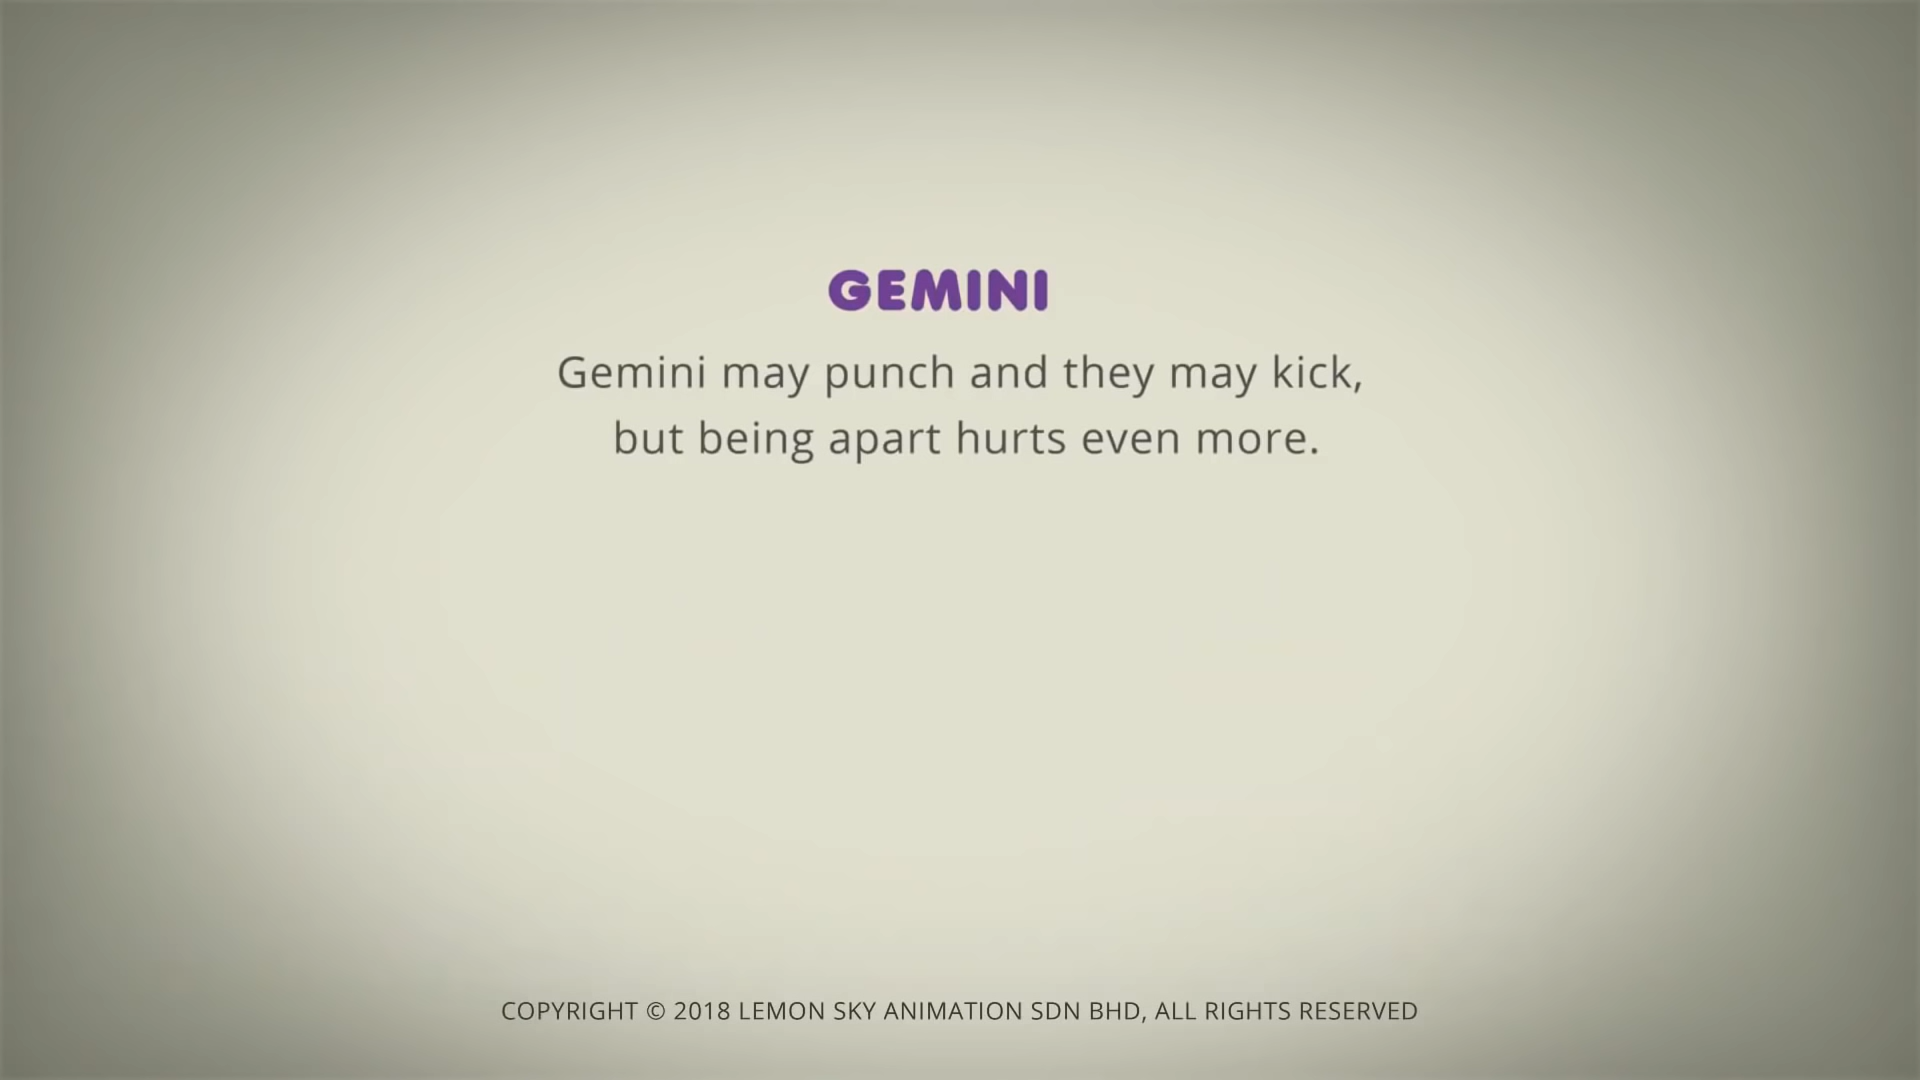 GEMINI
Gemini may punch and they may kick,
but being apart hurts even more.
COPYRIGHT © 2018 LEMON SKY ANIMATION SDN BHD, ALL RIGHTS RESERVED